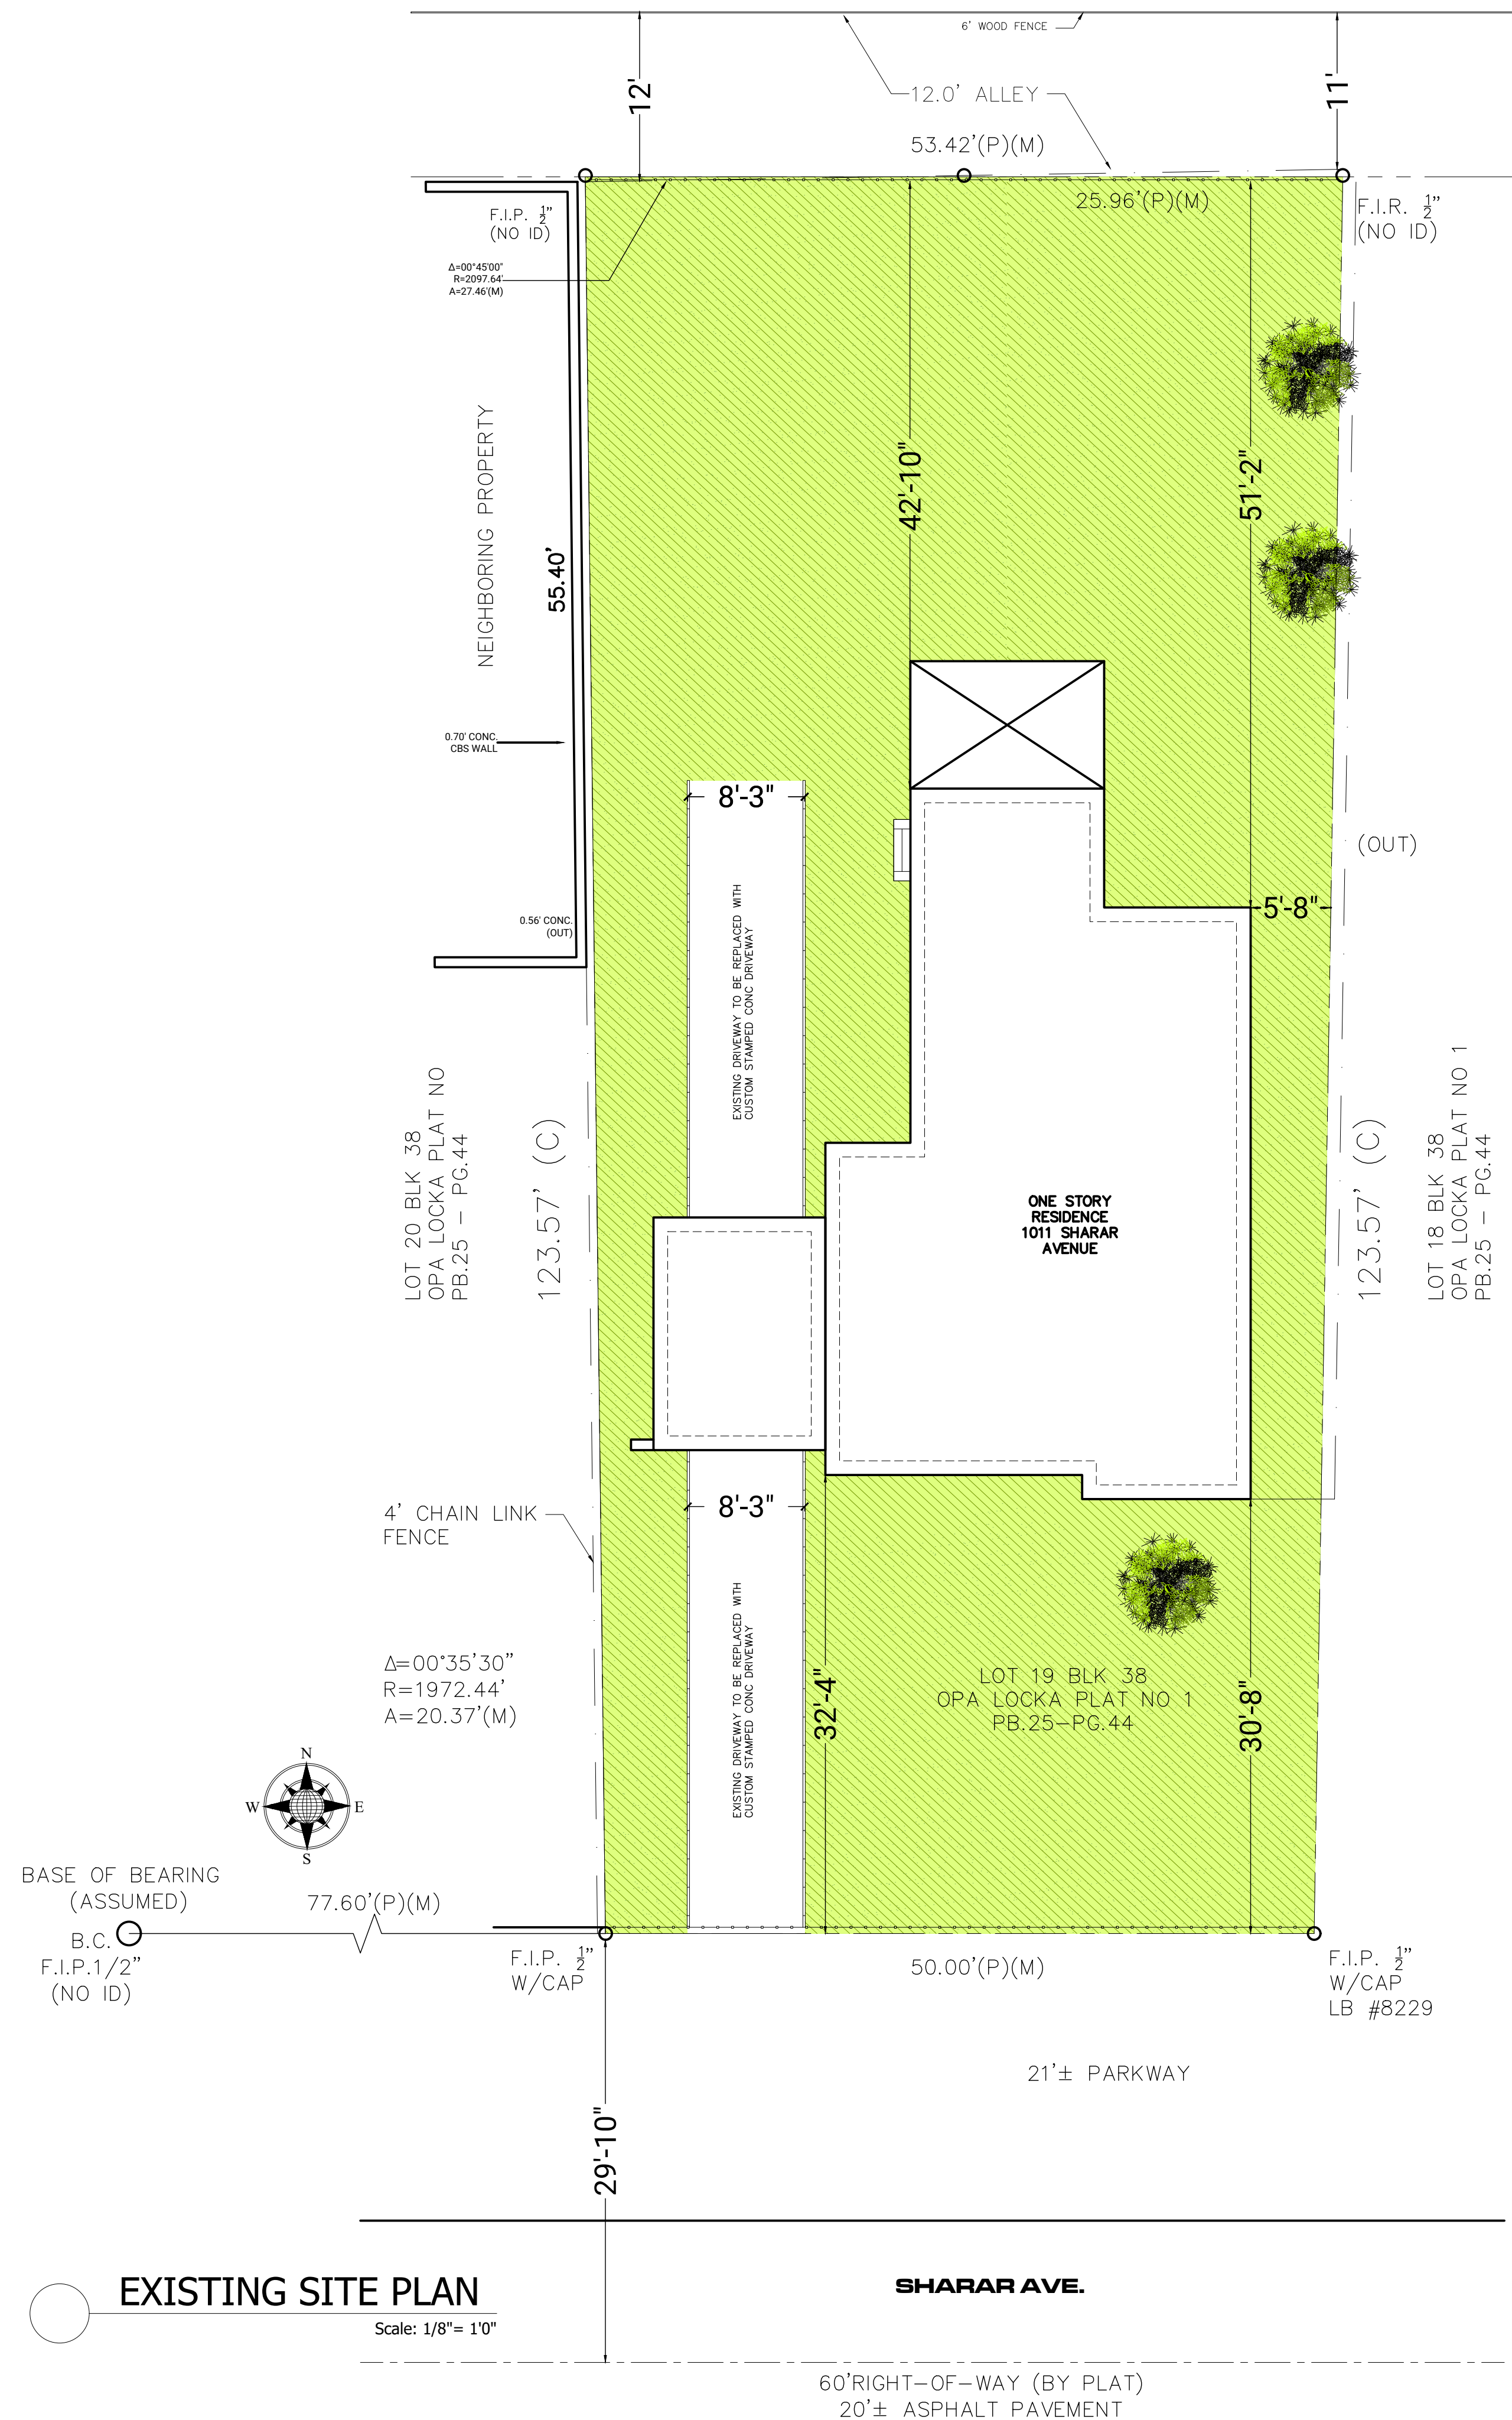 6' WOOD FENCE
12'
11'
12.0' ALLEY
53.42'(P)(M)
25.96'(P)(M)
F.I.P. ½"
(NO ID)
F.I.R. ½"
(NO ID)
Δ=00°45'00"
R=2097.64'
A=27.46'(M)
NEIGHBORING PROPERTY
55.40'
42'-10"
51'-2"
0.70' CONC.
CBS WALL
8'-3"
(OUT)
5'-8"
0.56' CONC.
(OUT)
EXISTING DRIVEWAY TO BE REPLACED WITH
CUSTOM STAMPED CONC DRIVEWAY
LOT 20 BLK 38
OPA LOCKA PLAT NO
PB.25 - PG.44
123.57' (C)
ONE STORY
RESIDENCE
1011 SHARAR
AVENUE
123.57' (C)
LOT 18 BLK 38
OPA LOCKA PLAT NO 1
PB.25 - PG.44
4' CHAIN LINK
FENCE
8'-3"
EXISTING DRIVEWAY TO BE REPLACED WITH
CUSTOM STAMPED CONC DRIVEWAY
Δ=00°35'30"
R=1972.44'
A=20.37'(M)
32'-4"
LOT 19 BLK 38
OPA LOCKA PLAT NO 1
PB.25-PG.44
30'-8"
N
W
E
S
BASE OF BEARING
(ASSUMED)
77.60'(P)(M)
B.C.
F.I.P.1/2"
(NO ID)
F.I.P. ½"
W/CAP
50.00'(P)(M)
F.I.P. ½"
W/CAP
LB #8229
21'± PARKWAY
29'-10"
EXISTING SITE PLAN
Scale: 1/8"= 1'0"
SHARAR AVE.
60'RIGHT-OF-WAY (BY PLAT)
20'± ASPHALT PAVEMENT